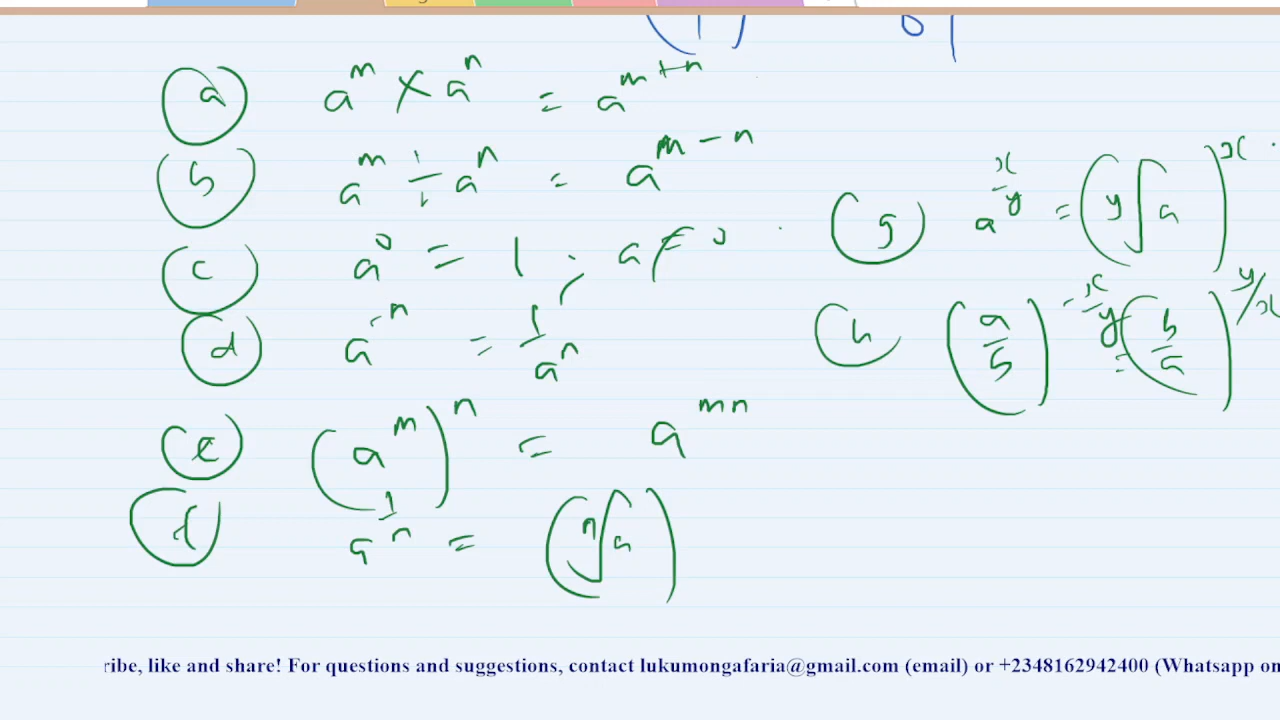 (a) a^m × a^n = a^{m+n}
(b) a^m ÷ a^n = a^{m-n}
(c) a^0 = 1 ; a ≠ 0
(d) a^{-n} = 1/a^n
(e) (a^m)^n = a^{mn}
(f) a^{1/n} = (ⁿ√a)
(g) a^{x/y} = (ʸ√a)^x
(h) (a/b)^{-x/y} = (b/a)^{y/x}
ribe, like and share! For questions and suggestions, contact lukumongafaria@gmail.com (email) or +2348162942400 (Whatsapp on